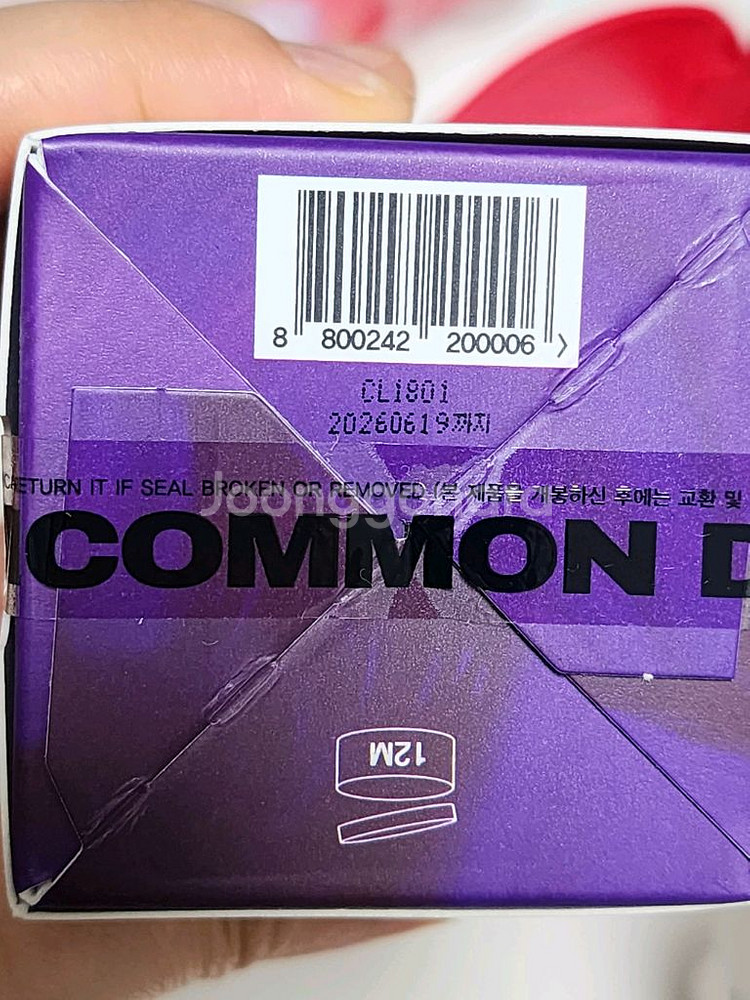 8 800242 200006 >
CL1801
20260619까지
RETURN IT IF SEAL BROKEN OR REMOVED (본 제품을 개봉하신 후에는 교환 및
Joonggonara
COMMON D
12M